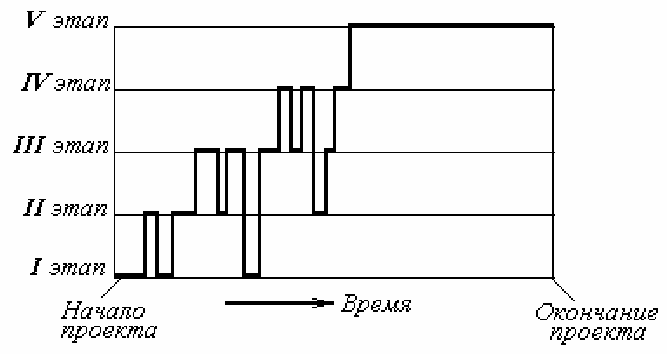 V этап
IV этап
III этап
II этап
I этап
Начало
проекта
Время
Окончание
проекта